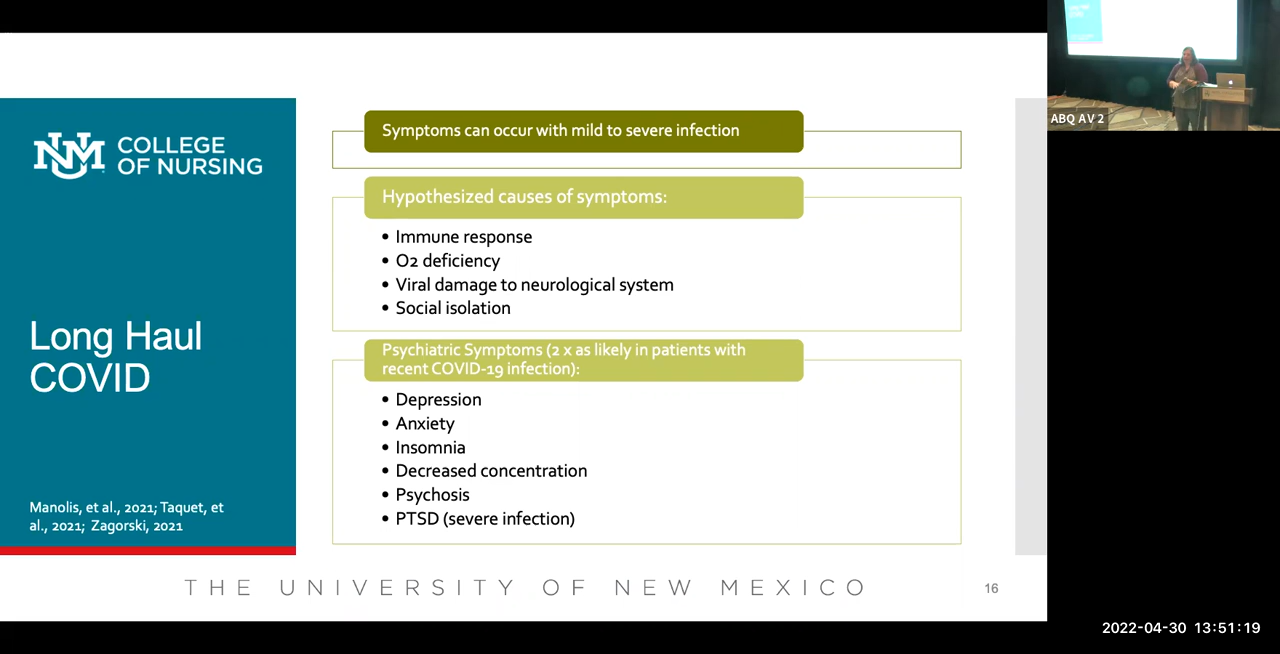 UNM COLLEGE
OF NURSING
Long Haul
COVID
Manolis, et al., 2021; Taquet, et
al., 2021; Zagorski, 2021
Symptoms can occur with mild to severe infection
Hypothesized causes of symptoms:
• Immune response
• O2 deficiency
• Viral damage to neurological system
• Social isolation
Psychiatric Symptoms (2 x as likely in patients with
recent COVID-19 infection):
• Depression
• Anxiety
• Insomnia
• Decreased concentration
• Psychosis
• PTSD (severe infection)
THE UNIVERSITY OF NEW MEXICO
16
ABQ AV 2
2022-04-30 13:51:19